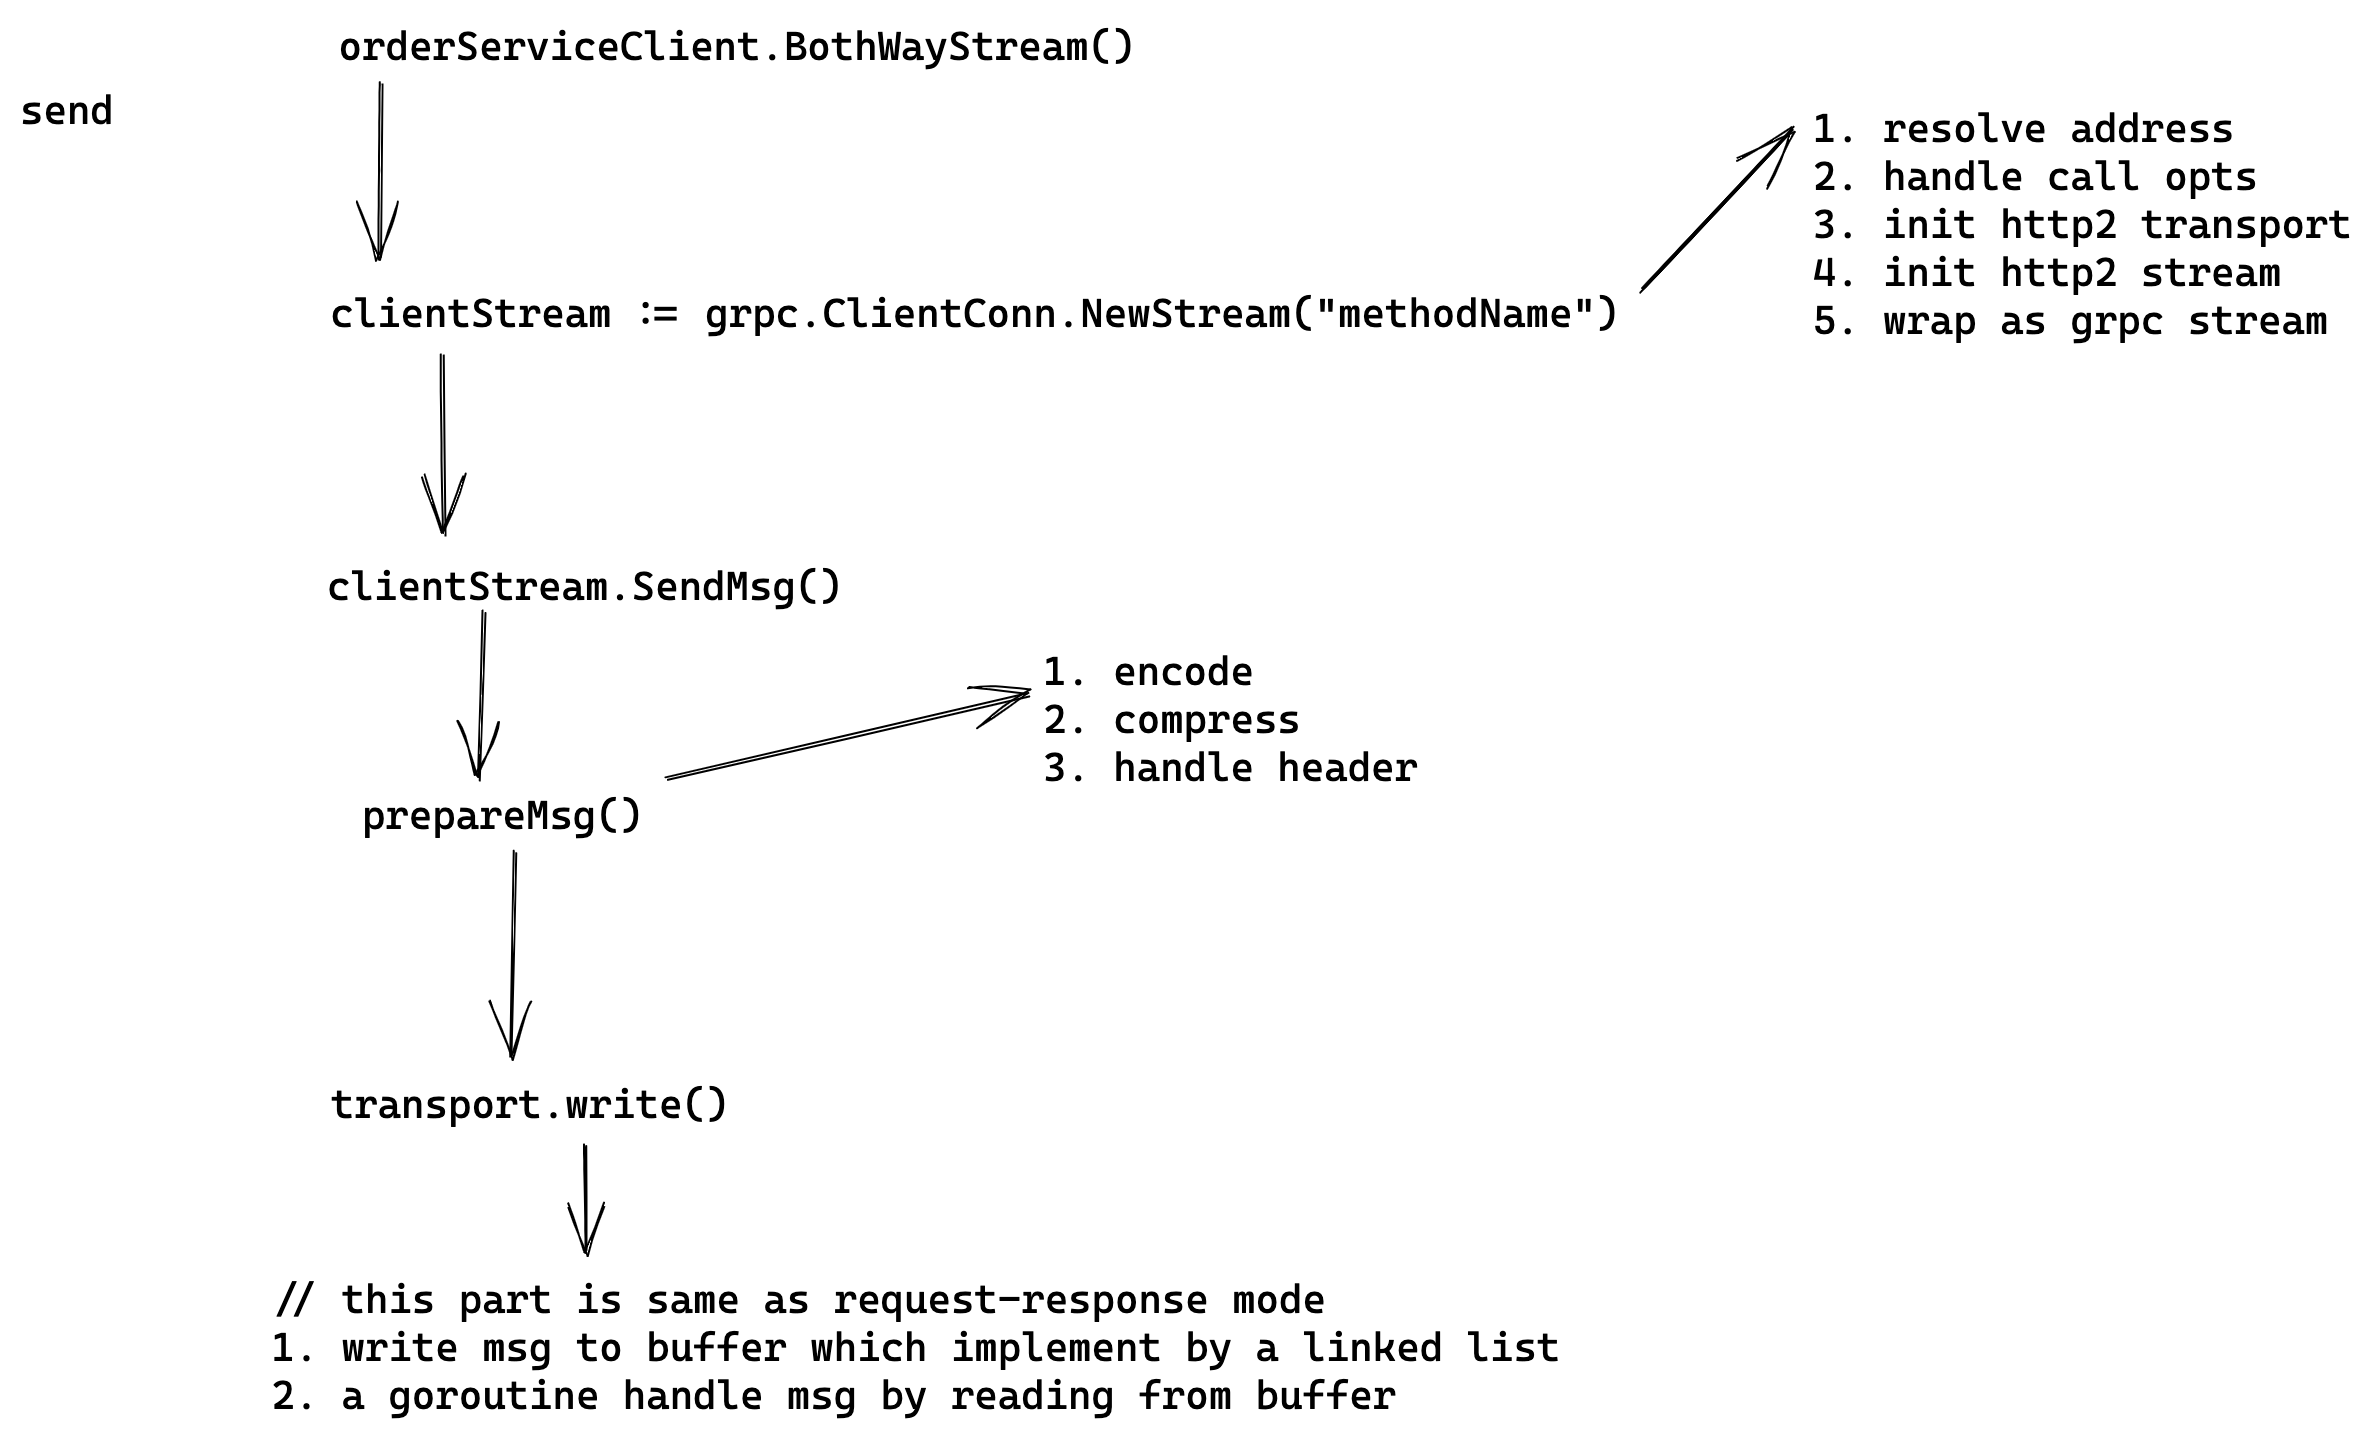 orderServiceClient.BothWayStream()
send
1. resolve address
2. handle call opts
3. init http2 transport
4. init http2 stream
5. wrap as grpc stream
clientStream := grpc.ClientConn.NewStream("methodName")
clientStream.SendMsg()
1. encode
2. compress
3. handle header
prepareMsg()
transport.write()
// this part is same as request-response mode
1. write msg to buffer which implement by a linked list
2. a goroutine handle msg by reading from buffer